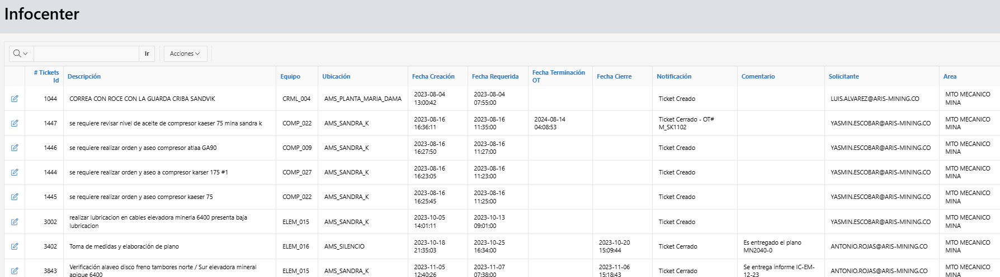 Infocenter
Ir
Acciones
# Tickets Id
Descripción
Equipo
Ubicación
Fecha Creación
Fecha Requerida
Fecha Terminación OT
Fecha Cierre
Notificación
Comentario
Solicitante
Area
1044 CORREA CON ROCE CON LA GUARDA CRIBA SANDVIK CRML_004 AMS_PLANTA_MARIA_DAMA 2023-08-04 13:00:42 2023-08-04 07:55:00 Ticket Creado LUIS.ALVAREZ@ARIS-MINING.CO MTO MECANICO MINA
1447 se requiere revisar nivel de aceite de compresor kaeser 75 mina sandra k COMP_022 AMS_SANDRA_K 2023-08-16 16:36:11 2023-08-16 11:35:00 2024-08-14 04:08:53 Ticket Cerrado - OT# M_SK1102 YASMIN.ESCOBAR@ARIS-MINING.CO MTO MECANICO MINA
1446 se requiere realizar orden y aseo compresor atlaa GA90 COMP_009 AMS_SANDRA_K 2023-08-16 16:27:50 2023-08-16 11:27:00 Ticket Creado YASMIN.ESCOBAR@ARIS-MINING.CO MTO MECANICO MINA
1444 se requiere realizar orden y aseo a compresor karser 175 #1 COMP_027 AMS_SANDRA_K 2023-08-16 16:23:05 2023-08-16 11:23:00 Ticket Creado YASMIN.ESCOBAR@ARIS-MINING.CO MTO MECANICO MINA
1445 se requiere realizar orden y aseo compresor kaeser 75 COMP_022 AMS_SANDRA_K 2023-08-16 16:25:45 2023-08-16 11:25:00 Ticket Creado YASMIN.ESCOBAR@ARIS-MINING.CO MTO MECANICO MINA
3002 realizar lubricacion en cables elevadora minerla 6400 presenta baja lubricacion ELEM_015 AMS_SANDRA_K 2023-10-05 14:01:11 2023-10-13 09:01:00 Ticket Creado YASMIN.ESCOBAR@ARIS-MINING.CO MTO MECANICO MINA
3402 Toma de medidas y elaboración de plano ELEM_016 AMS_SILENCIO 2023-10-18 21:35:03 2023-10-25 16:34:00 2023-10-20 15:09:44 Ticket Cerrado Es entregado el plano MN2040-0 ANTONIO.ROJAS@ARIS-MINING.CO MTO MECANICO MINA
3843 Verificación alaveo disco freno tambores norte / Sur elevadora mineral apique 6400 ELEM_015 AMS_SANDRA_K 2023-11-05 12:40:26 2023-11-07 07:38:00 2023-11-06 15:18:43 Ticket Cerrado Se entrega informe IC-EM-12-23 ANTONIO.ROJAS@ARIS-MINING.CO MTO MECANICO MINA